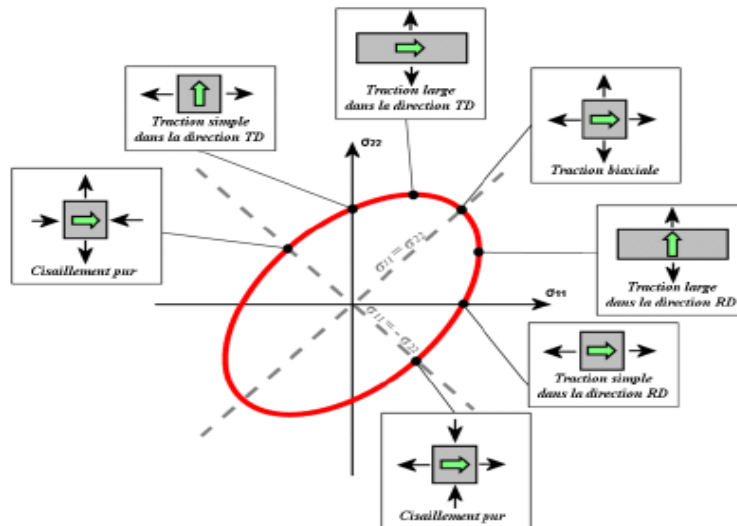 Traction large
dans la direction TD
Traction simple
dans la direction TD
σ₂₂
Traction biaxiale
Cisaillement pur
σ₁₁ = σ₂₂
Traction large
dans la direction RD
σ₁₁
σ₁₁ = - σ₂₂
Traction simple
dans la direction RD
Cisaillement pur